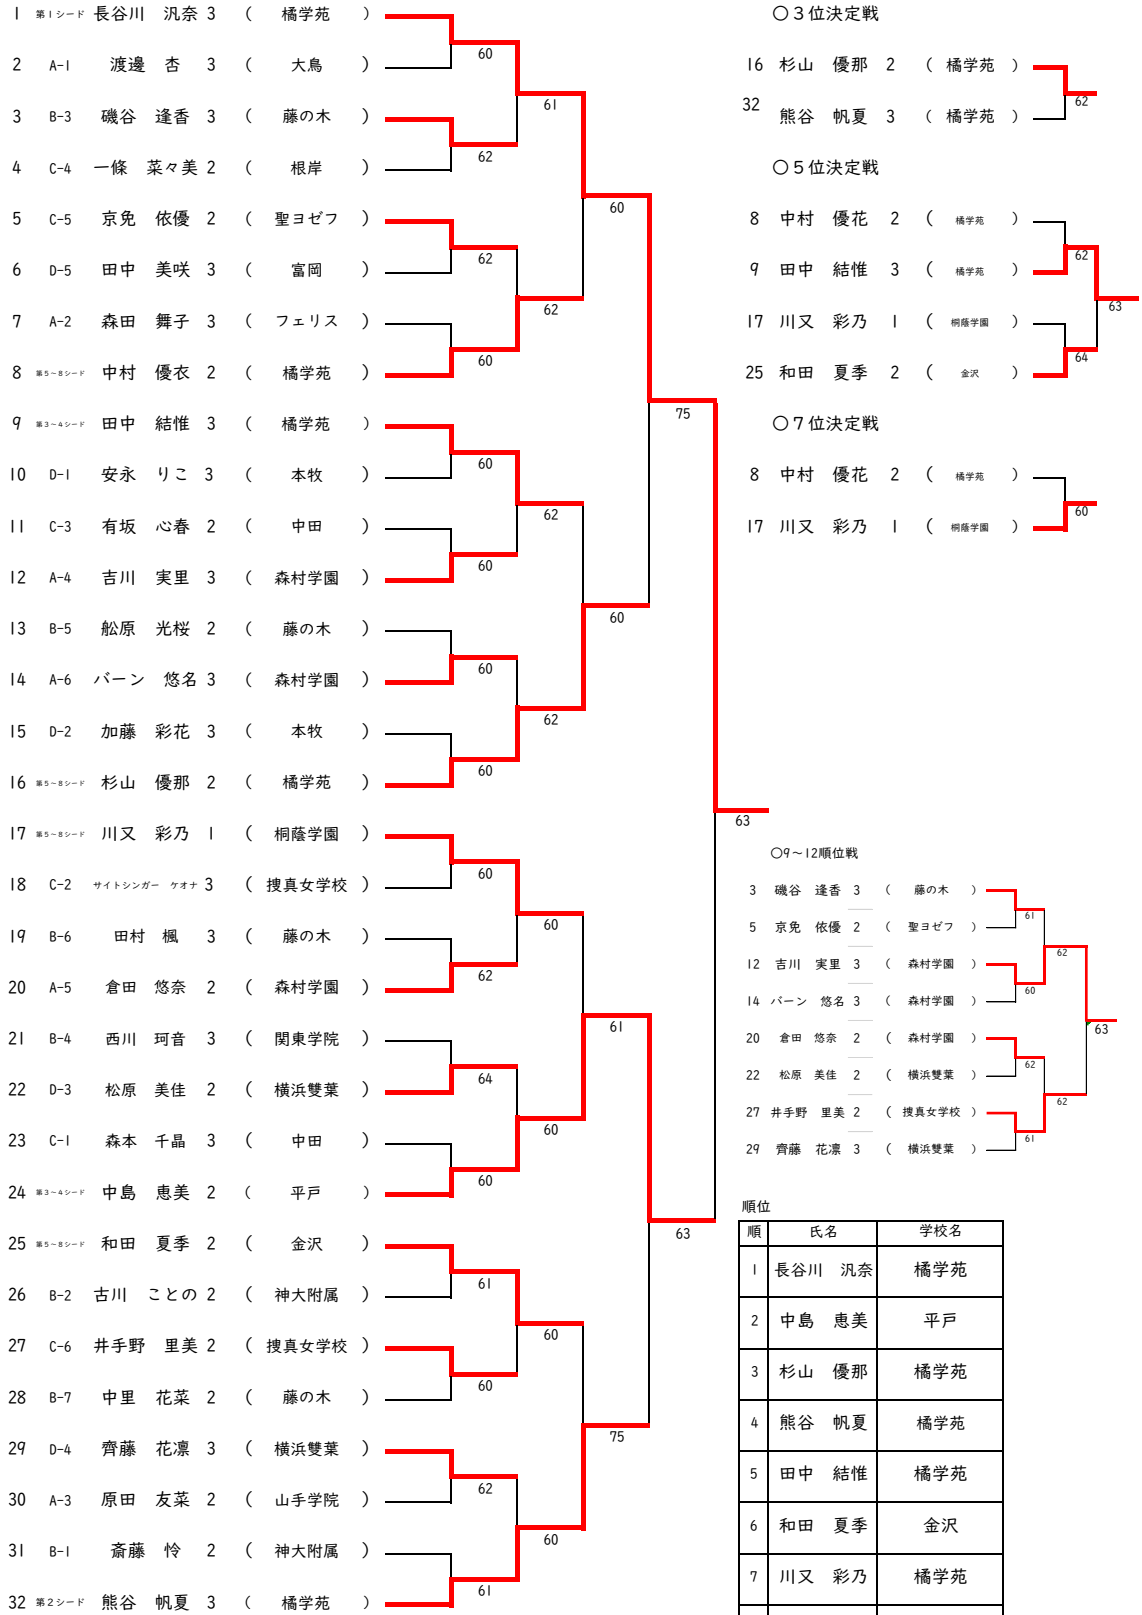 1 第1シード 長谷川 汎奈 3 ( 橘学苑 )
2 A-1 渡邊 杏 3 ( 大鳥 )
3 B-3 磯谷 逢香 3 ( 藤の木 )
4 C-4 一條 菜々美 2 ( 根岸 )
5 C-5 京免 依優 2 ( 聖ヨゼフ )
6 D-5 田中 美咲 3 ( 富岡 )
7 A-2 森田 舞子 3 ( フェリス )
8 第5~8シード 中村 優衣 2 ( 橘学苑 )
9 第3~4シード 田中 結惟 3 ( 橘学苑 )
10 D-1 安永 りこ 3 ( 本牧 )
11 C-3 有坂 心春 2 ( 中田 )
12 A-4 吉川 実里 3 ( 森村学園 )
13 B-5 舩原 光桜 2 ( 藤の木 )
14 A-6 バーン 悠名 3 ( 森村学園 )
15 D-2 加藤 彩花 3 ( 本牧 )
16 第5~8シード 杉山 優那 2 ( 橘学苑 )
17 第5~8シード 川又 彩乃 1 ( 桐蔭学園 )
18 C-2 サイトシンガー ケオナ 3 ( 捜真女学校 )
19 B-6 田村 楓 3 ( 藤の木 )
20 A-5 倉田 悠奈 2 ( 森村学園 )
21 B-4 西川 珂音 3 ( 関東学院 )
22 D-3 松原 美佳 2 ( 横浜雙葉 )
23 C-1 森本 千晶 3 ( 中田 )
24 第3~4シード 中島 恵美 2 ( 平戸 )
25 第5~8シード 和田 夏季 2 ( 金沢 )
26 B-2 古川 ことの 2 ( 神大附属 )
27 C-6 井手野 里美 2 ( 捜真女学校 )
28 B-7 中里 花菜 2 ( 藤の木 )
29 D-4 齊藤 花凛 3 ( 横浜雙葉 )
30 A-3 原田 友菜 2 ( 山手学院 )
31 B-1 斎藤 怜 2 ( 神大附属 )
32 第2シード 熊谷 帆夏 3 ( 橘学苑 )
60
62
62
60
60
60
60
60
60
62
64
60
61
60
62
61
61
62
62
62
60
60
60
60
60
60
61
75
75
63
63
〇3位決定戦
16 杉山 優那 2 ( 橘学苑 )
32 熊谷 帆夏 3 ( 橘学苑 )
62
〇5位決定戦
8 中村 優花 2 ( 橘学苑 )
9 田中 結惟 3 ( 橘学苑 )
17 川又 彩乃 1 ( 桐蔭学園 )
25 和田 夏季 2 ( 金沢 )
62
64
63
〇7位決定戦
8 中村 優花 2 ( 橘学苑 )
17 川又 彩乃 1 ( 桐蔭学園 )
60
〇9~12順位戦
3 磯谷 逢香 3 ( 藤の木 )
5 京免 依優 2 ( 聖ヨゼフ )
12 吉川 実里 3 ( 森村学園 )
14 バーン 悠名 3 ( 森村学園 )
20 倉田 悠奈 2 ( 森村学園 )
22 松原 美佳 2 ( 横浜雙葉 )
27 井手野 里美 2 ( 捜真女学校 )
29 齊藤 花凛 3 ( 横浜雙葉 )
61
60
62
61
62
62
63
順位
順 氏名 学校名
1 長谷川 汎奈 橘学苑
2 中島 恵美 平戸
3 杉山 優那 橘学苑
4 熊谷 帆夏 橘学苑
5 田中 結惟 橘学苑
6 和田 夏季 金沢
7 川又 彩乃 橘学苑